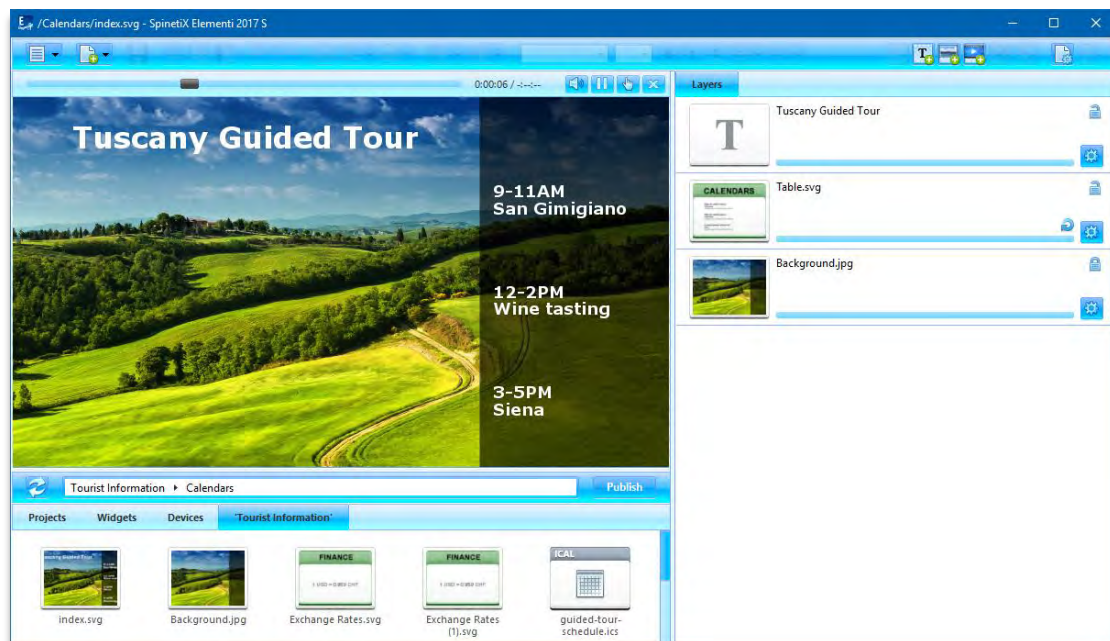 /Calendars/index.svg - SpinetiX Elementi 2017 S
0:00:06 / -:--:--
Layers
Tuscany Guided Tour
9-11AM
San Gimigiano
12-2PM
Wine tasting
3-5PM
Siena
T
Tuscany Guided Tour
CALENDARS
Table.svg
Background.jpg
Tourist Information ▸ Calendars
Publish
Projects
Widgets
Devices
'Tourist Information'
Tuscany Guided Tour
index.svg
Background.jpg
FINANCE
Exchange Rates.svg
FINANCE
Exchange Rates
(1).svg
ICAL
guided-tour-
schedule.ics